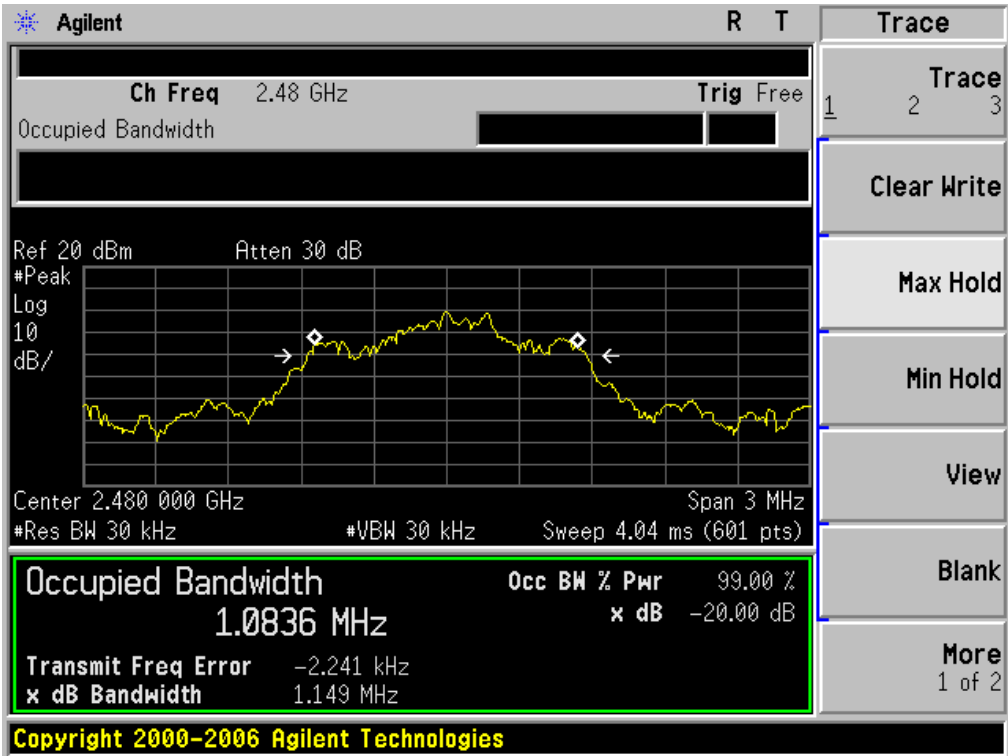 Agilent R T
Ch Freq 2.48 GHz Trig Free
Occupied Bandwidth
Ref 20 dBm Atten 30 dB
#Peak
Log
10
dB/
Center 2.480 000 GHz Span 3 MHz
#Res BW 30 kHz #VBW 30 kHz Sweep 4.04 ms (601 pts)
Occupied Bandwidth
1.0836 MHz
Occ BW % Pwr 99.00 %
x dB -20.00 dB
Transmit Freq Error -2.241 kHz
x dB Bandwidth 1.149 MHz
Copyright 2000-2006 Agilent Technologies
Trace
Trace
1 2 3
Clear Write
Max Hold
Min Hold
View
Blank
More
1 of 2